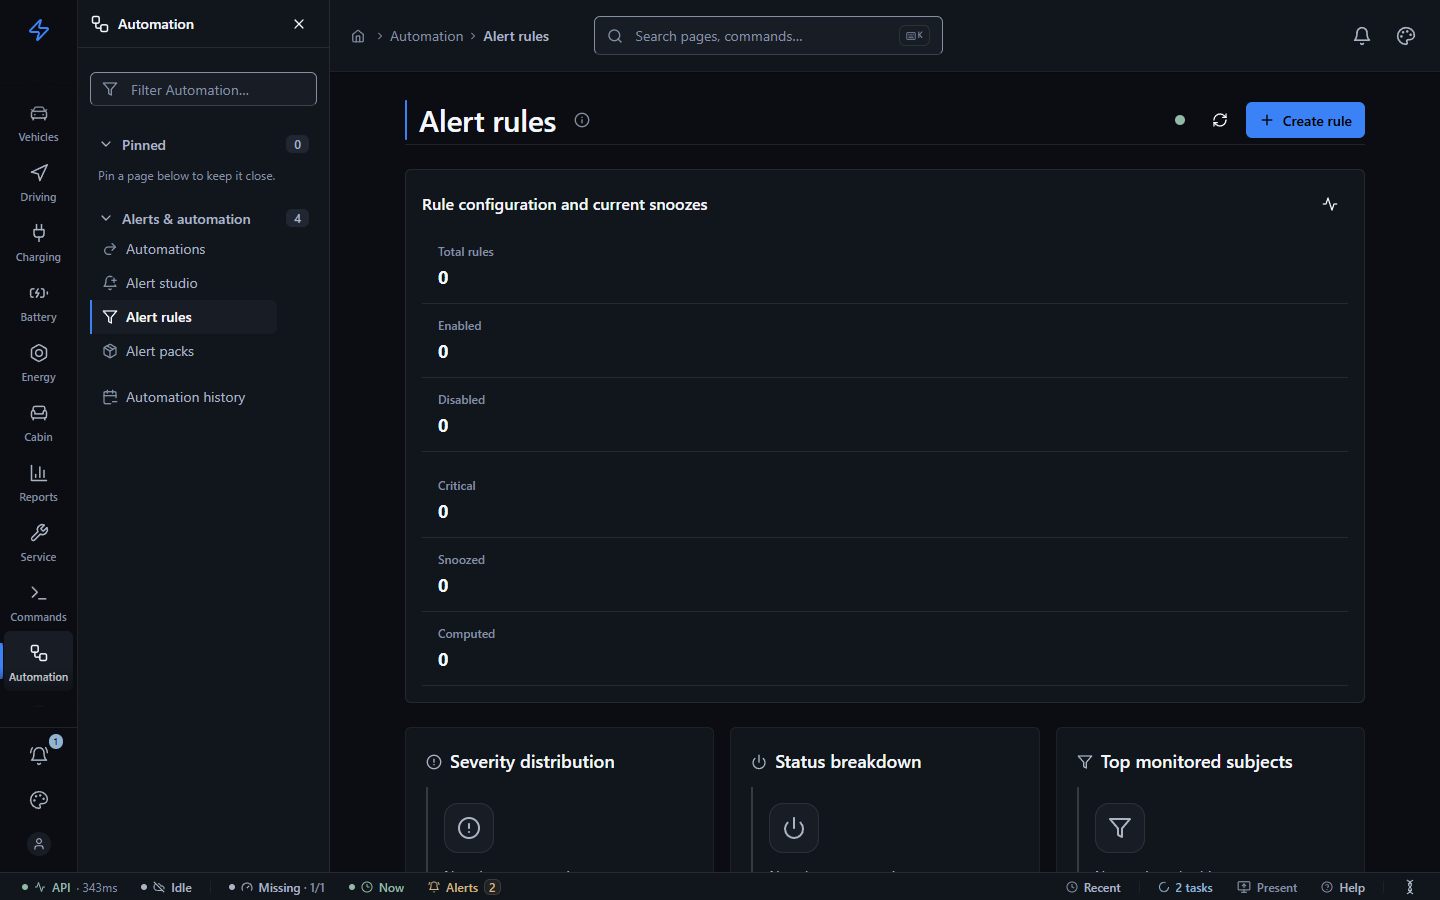 Automation
Filter Automation...
Pinned
0
Pin a page below to keep it close.
Alerts & automation
4
Automations
Alert studio
Alert rules
Alert packs
Automation history
Vehicles
Driving
Charging
Battery
Energy
Cabin
Reports
Service
Commands
Automation
1
Automation
Alert rules
Search pages, commands...
K
Alert rules
Create rule
Rule configuration and current snoozes
Total rules
0
Enabled
0
Disabled
0
Critical
0
Snoozed
0
Computed
0
Severity distribution
Status breakdown
Top monitored subjects
API · 343ms
Idle
Missing · 1/1
Now
Alerts 2
Recent
2 tasks
Present
Help